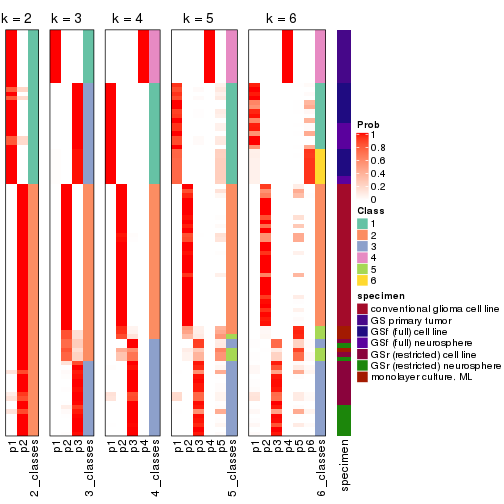 k = 2 k = 3 k = 4 k = 5 k = 6
p1 p2 2_classes p1 p2 p3 3_classes p1 p2 p3 p4 4_classes p1 p2 p3 p4 p5 5_classes p1 p2 p3 p4 p5 p6 6_classes specimen
Prob
1
0.8
0.6
0.4
0.2
0
Class
1
2
3
4
5
6
specimen
conventional glioma cell line
GS primary tumor
GSf (full) cell line
GSf (full) neurosphere
GSr (restricted) cell line
GSr (restricted) neurosphere
monolayer culture. ML